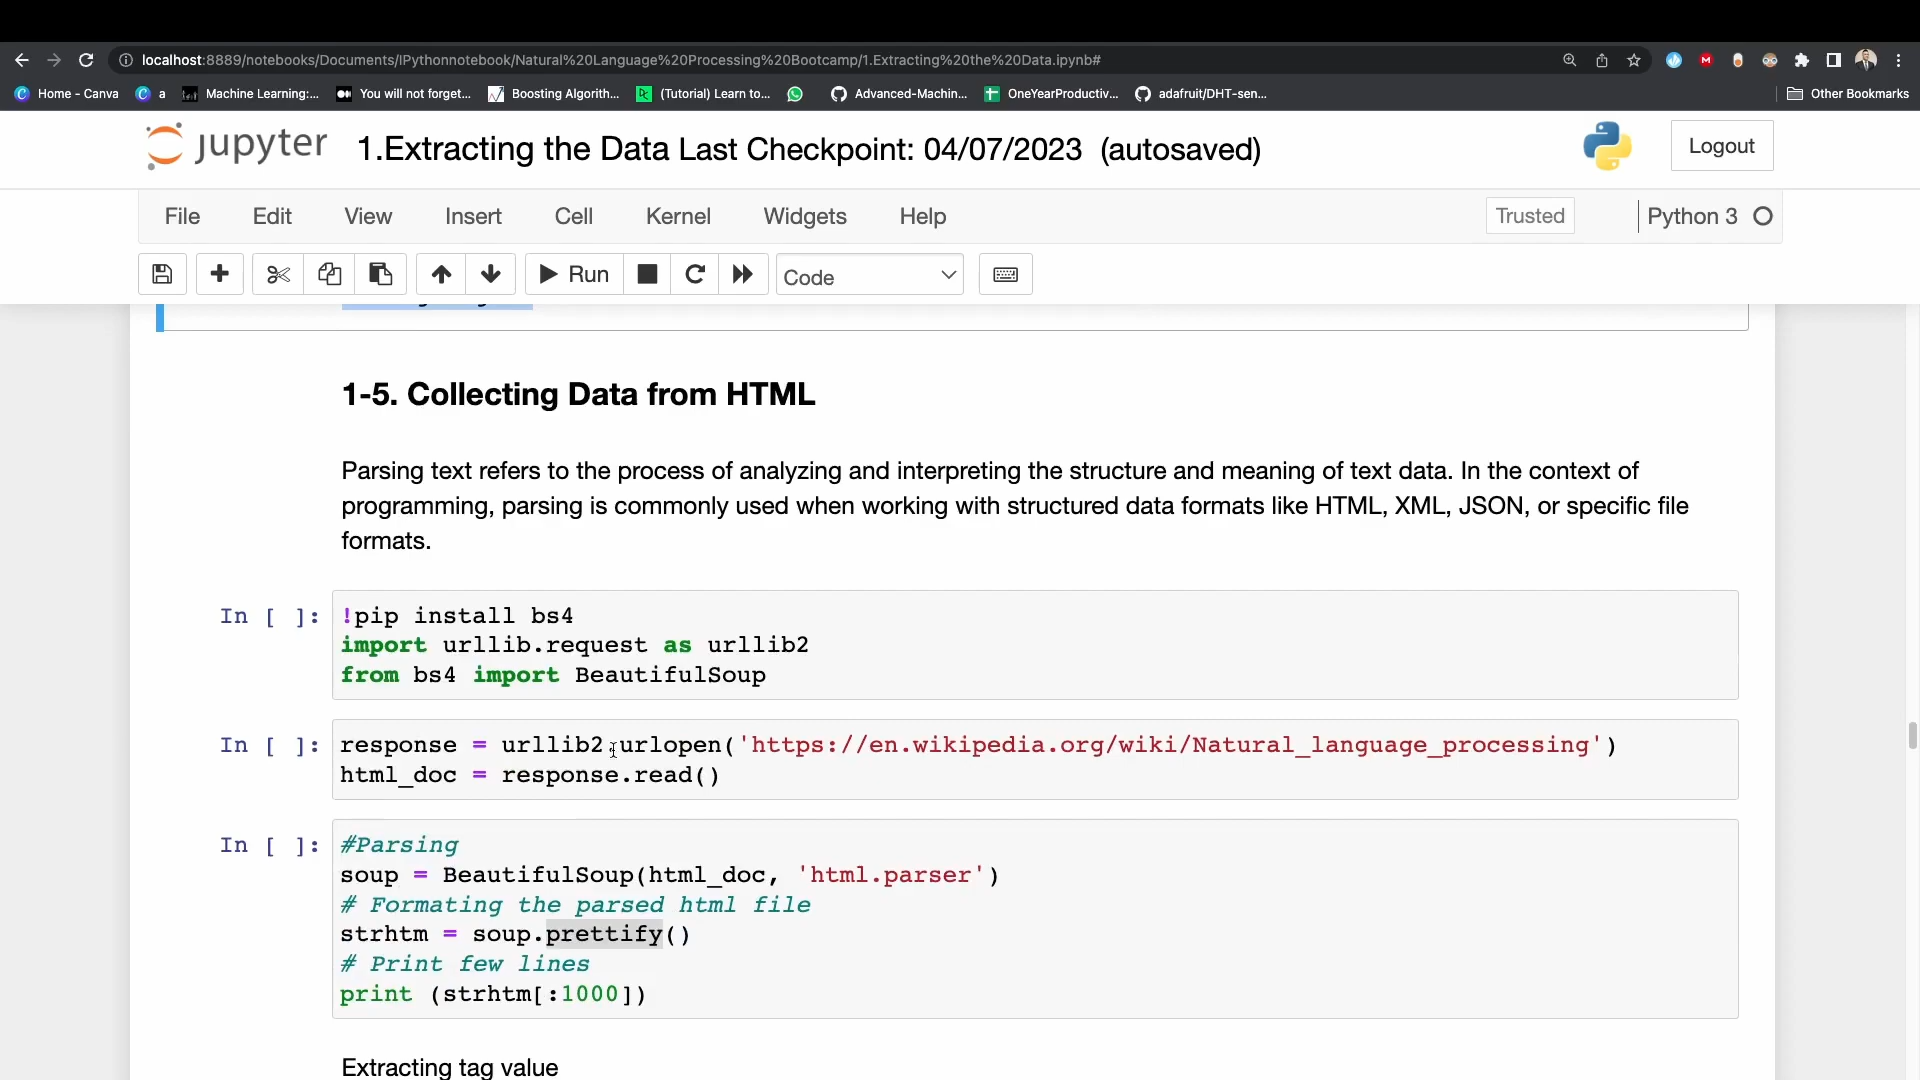 localhost:8889/notebooks/Documents/IPythonnotebook/Natural%20Language%20Processing%20Bootcamp/1.Extracting%20the%20Data.ipynb#
Home - Canva a Machine Learning:... You will not forget... Boosting Algorith... (Tutorial) Learn to... Advanced-Machin... OneYearProductiv... adafruit/DHT-sen... Other Bookmarks
jupyter 1.Extracting the Data Last Checkpoint: 04/07/2023 (autosaved) Logout
File Edit View Insert Cell Kernel Widgets Help Trusted Python 3
Run Code
1-5. Collecting Data from HTML
Parsing text refers to the process of analyzing and interpreting the structure and meaning of text data. In the context of
programming, parsing is commonly used when working with structured data formats like HTML, XML, JSON, or specific file
formats.
In [ ]: !pip install bs4
import urllib.request as urllib2
from bs4 import BeautifulSoup
In [ ]: response = urllib2.urlopen('https://en.wikipedia.org/wiki/Natural_language_processing')
html_doc = response.read()
In [ ]: #Parsing
soup = BeautifulSoup(html_doc, 'html.parser')
# Formating the parsed html file
strhtm = soup.prettify()
# Print few lines
print (strhtm[:1000])
Extracting tag value